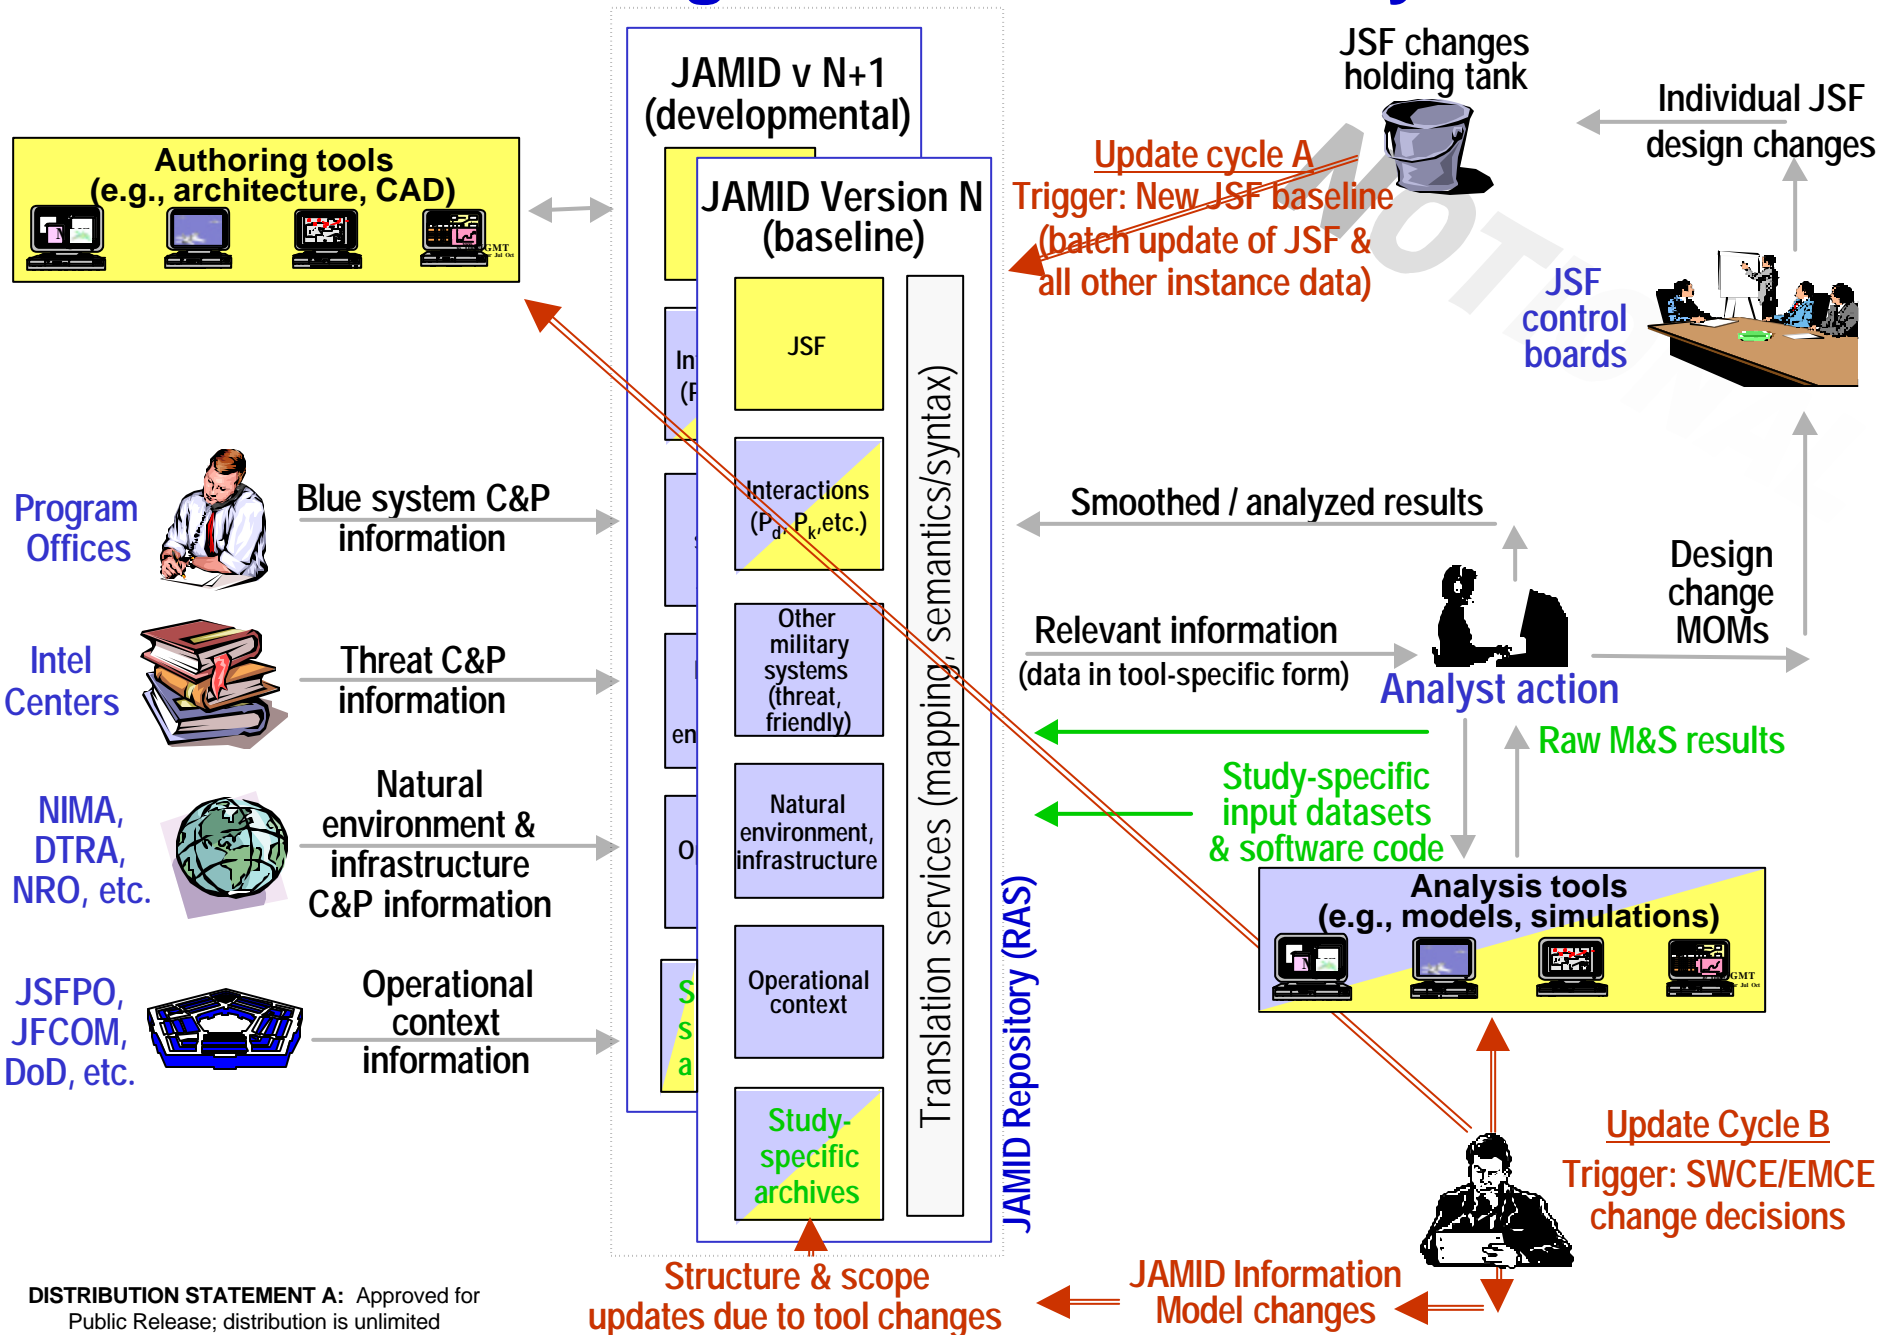 JAMID v N+1
(developmental)
JAMID Version N
(baseline)
JSF
Interactions
(Pd, Pk, etc.)
Other
military
systems
(threat,
friendly)
Natural
environment,
infrastructure
Operational
context
Study-
specific
archives
Translation services (mapping, semantics/syntax)
JAMID Repository (RAS)
Authoring tools
(e.g., architecture, CAD)
Program
Offices
Blue system C&P
information
Intel
Centers
Threat C&P
information
NIMA,
DTRA,
NRO, etc.
Natural
environment &
infrastructure
C&P information
JSFPO,
JFCOM,
DoD, etc.
Operational
context
information
JSF changes
holding tank
Individual JSF
design changes
Update cycle A
Trigger: New JSF baseline
(batch update of JSF &
all other instance data)
NOTIONAL
JSF
control
boards
Smoothed / analyzed results
Design
change
MOMs
Relevant information
(data in tool-specific form)
Analyst action
Raw M&S results
Study-specific
input datasets
& software code
Analysis tools
(e.g., models, simulations)
Update Cycle B
Trigger: SWCE/EMCE
change decisions
JAMID Information
Model changes
Structure & scope
updates due to tool changes
DISTRIBUTION STATEMENT A: Approved for
Public Release; distribution is unlimited